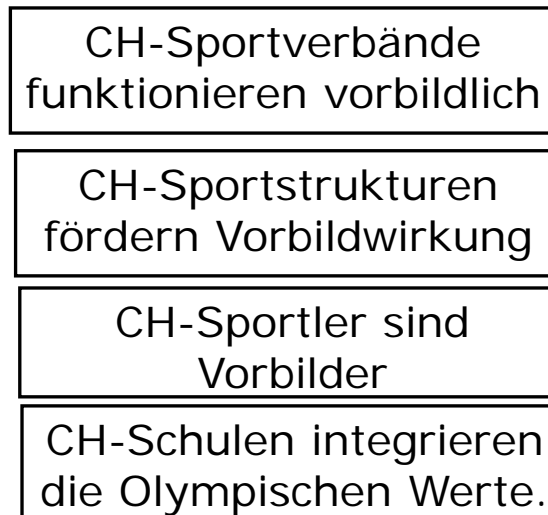 CH-Sportverbände
funktionieren vorbildlich
CH-Sportstrukturen
fördern Vorbildwirkung
CH-Sportler sind
Vorbilder
CH-Schulen integrieren
die Olympischen Werte.